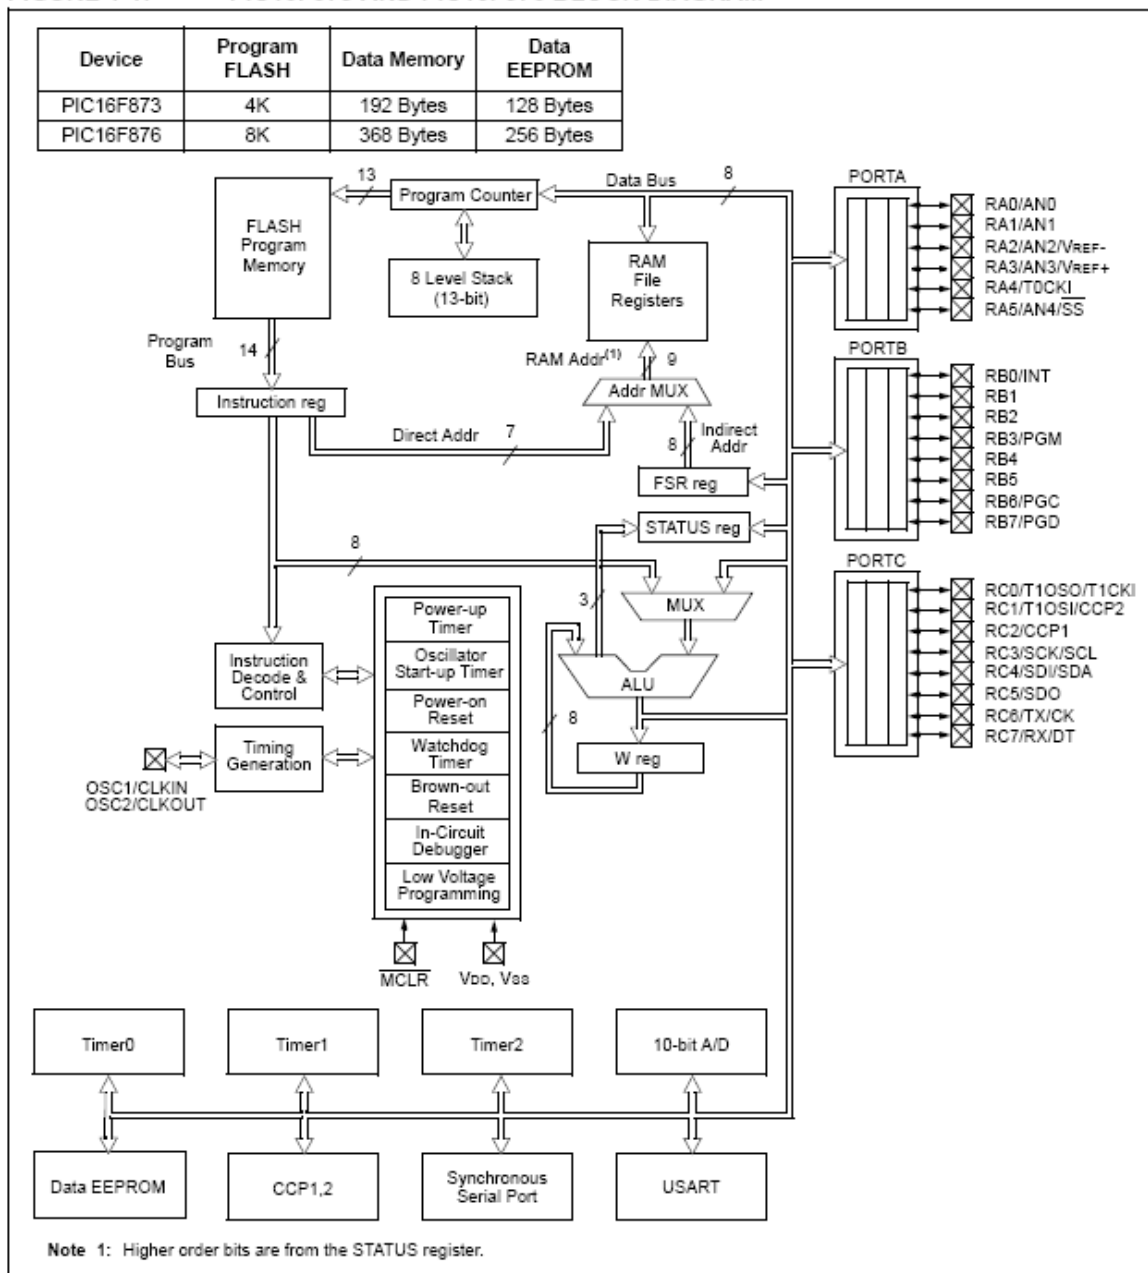 Device Program FLASH Data Memory Data EEPROM
PIC16F873 4K 192 Bytes 128 Bytes
PIC16F876 8K 368 Bytes 256 Bytes
13
Program Counter
Data Bus
8
FLASH
Program
Memory
8 Level Stack
(13-bit)
RAM
File
Registers
Program
Bus
14
RAM Addr(1)
9
Addr MUX
Instruction reg
Direct Addr
7
8
Indirect
Addr
FSR reg
STATUS reg
8
3
MUX
ALU
8
W reg
Power-up
Timer
Oscillator
Start-up Timer
Power-on
Reset
Watchdog
Timer
Brown-out
Reset
In-Circuit
Debugger
Low Voltage
Programming
Instruction
Decode &
Control
Timing
Generation
OSC1/CLKIN
OSC2/CLKOUT
MCLR
VDD, VSS
PORTA
RA0/AN0
RA1/AN1
RA2/AN2/VREF-
RA3/AN3/VREF+
RA4/T0CKI
RA5/AN4/SS
PORTB
RB0/INT
RB1
RB2
RB3/PGM
RB4
RB5
RB6/PGC
RB7/PGD
PORTC
RC0/T1OSO/T1CKI
RC1/T1OSI/CCP2
RC2/CCP1
RC3/SCK/SCL
RC4/SDI/SDA
RC5/SDO
RC6/TX/CK
RC7/RX/DT
Timer0
Timer1
Timer2
10-bit A/D
Data EEPROM
CCP1,2
Synchronous
Serial Port
USART
Note 1: Higher order bits are from the STATUS register.